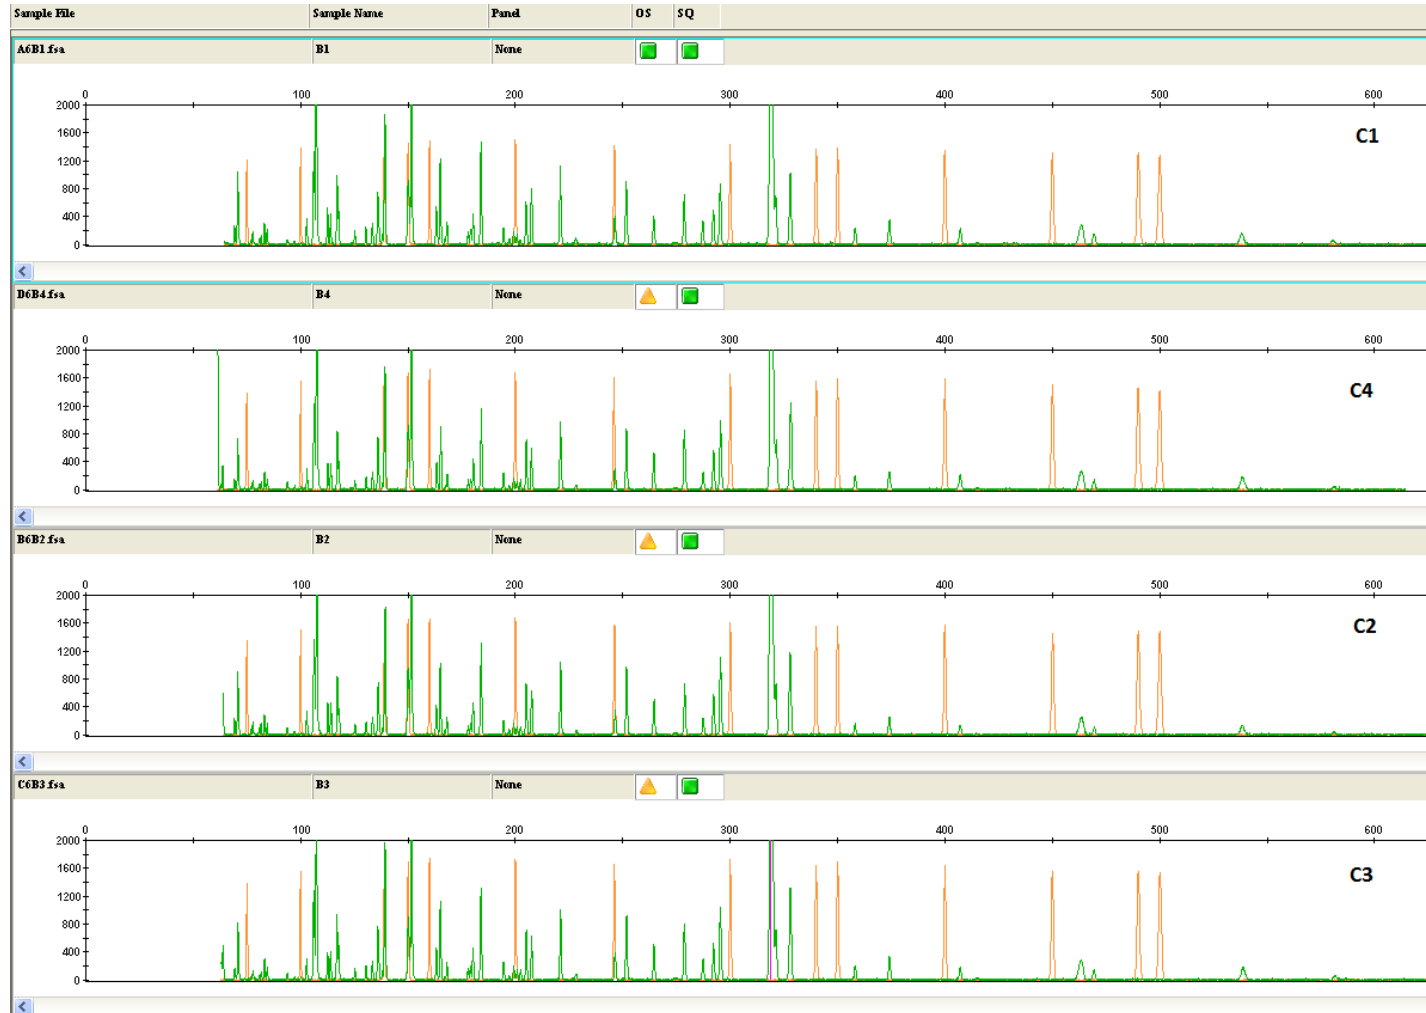 Sample File Sample Name Panel OS SQ
A6B1.fsa B1 None
0 100 200 300 400 500 600
2000
1600
1200
800
400
0
C1
D6B4.fsa B4 None
0 100 200 300 400 500 600
2000
1600
1200
800
400
0
C4
B6B2.fsa B2 None
0 100 200 300 400 500 600
2000
1600
1200
800
400
0
C2
C6B3.fsa B3 None
0 100 200 300 400 500 600
2000
1600
1200
800
400
0
C3